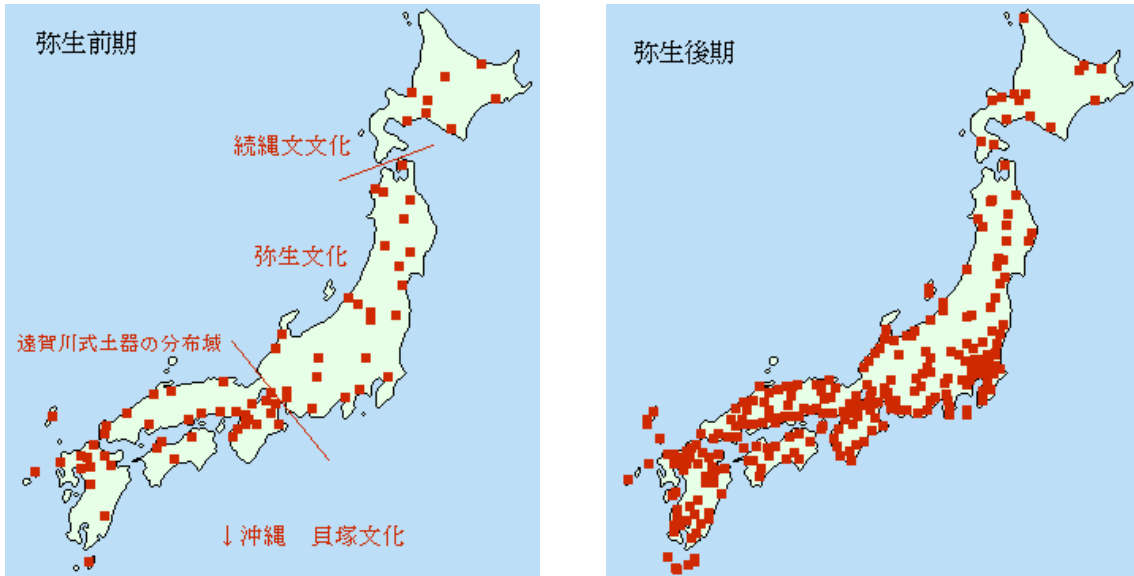 弥生前期
続縄文文化
弥生文化
遠賀川式土器の分布域
↓沖縄　貝塚文化
弥生後期